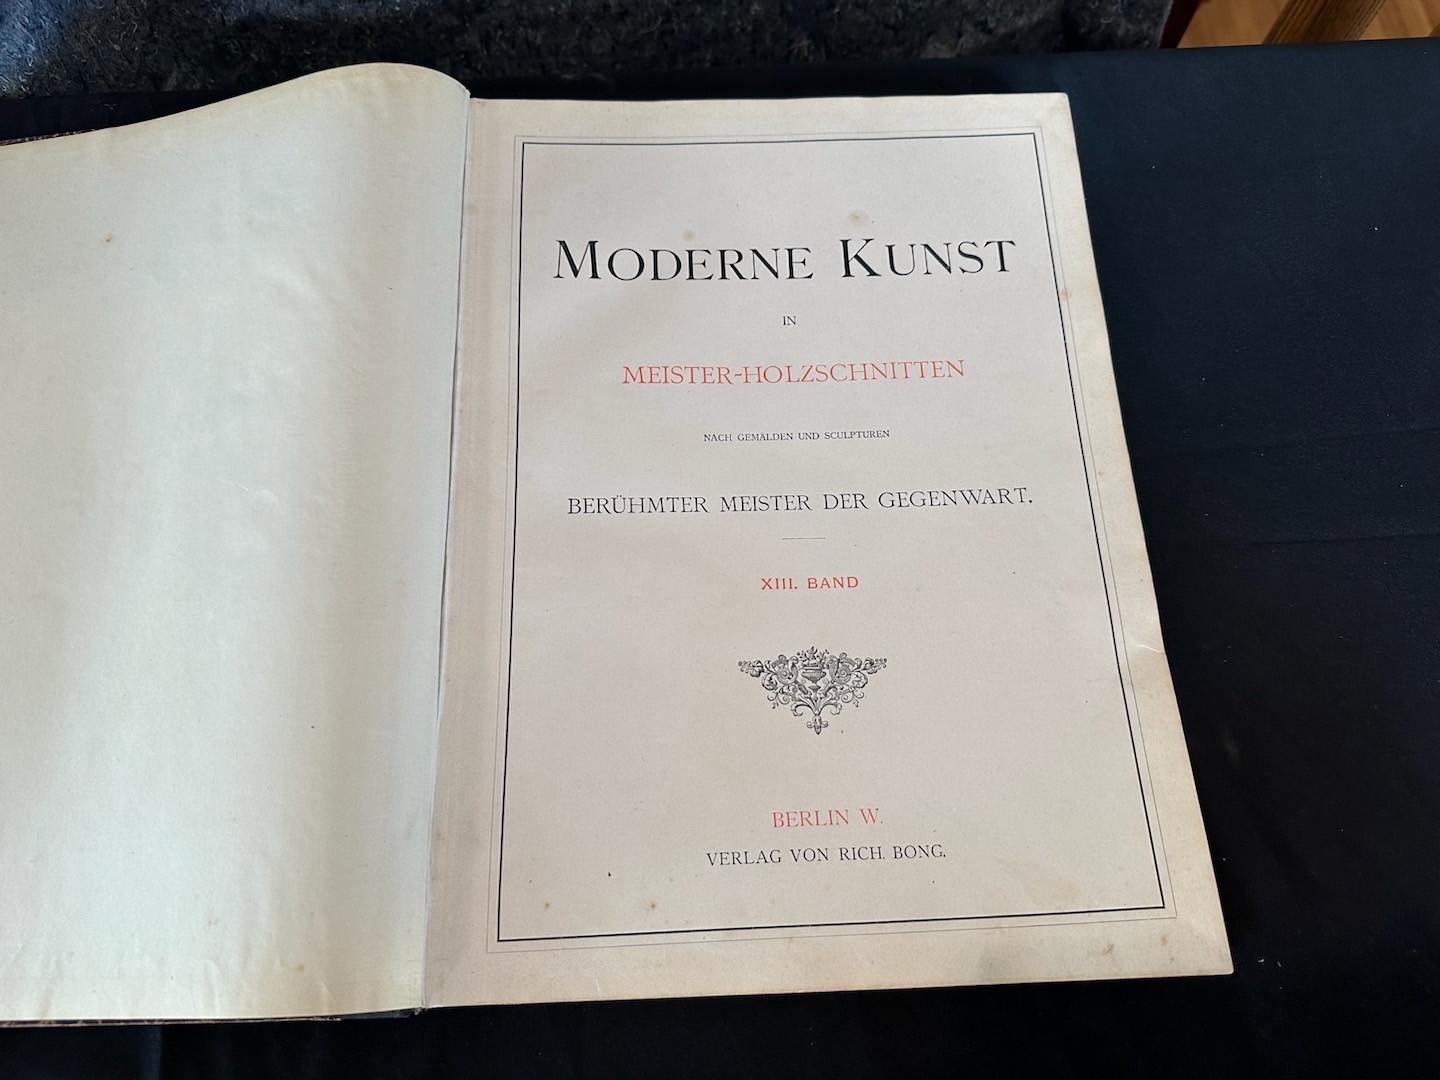 MODERNE KUNST
IN
MEISTER-HOLZSCHNITTEN
NACH GEMÄLDEN UND SCULPTUREN
BERÜHMTER MEISTER DER GEGENWART.
XIII. BAND
BERLIN W.
VERLAG VON RICH. BONG.